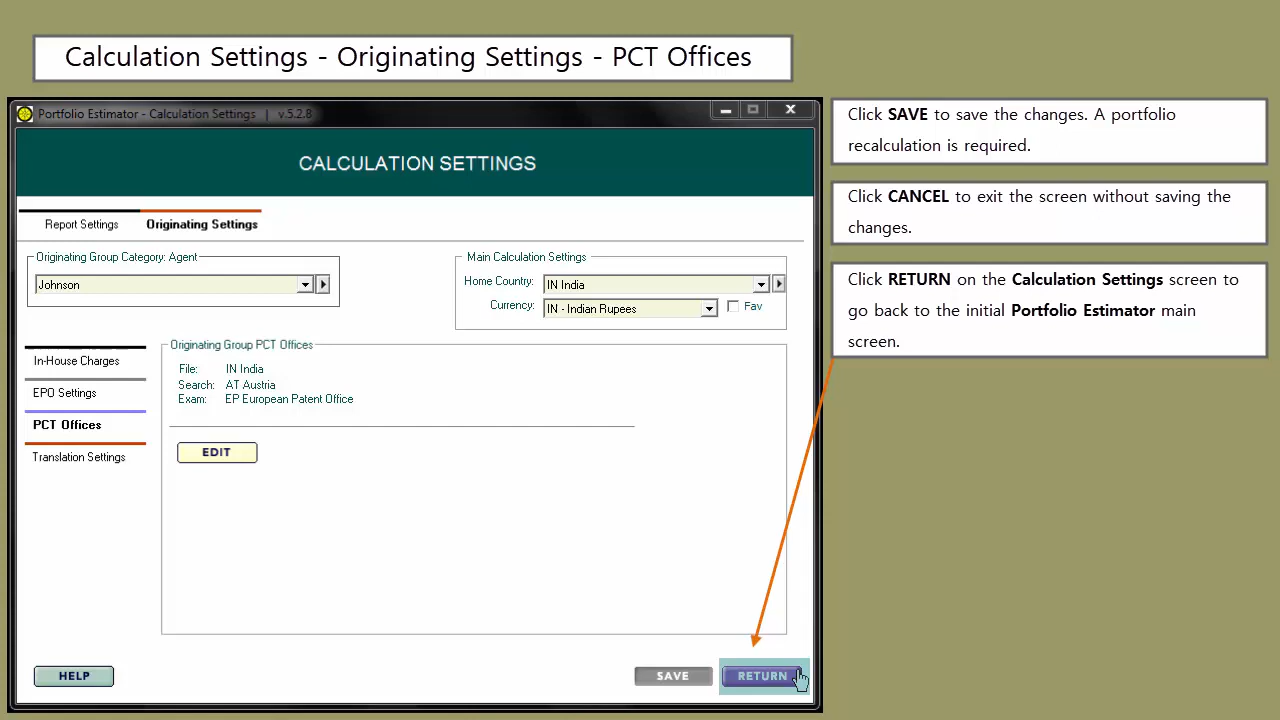 Calculation Settings - Originating Settings - PCT Offices
Portfolio Estimator - Calculation Settings | v.5.2.8
CALCULATION SETTINGS
Report Settings
Originating Settings
Originating Group Category: Agent
Johnson
Main Calculation Settings
Home Country: IN India
Currency: IN - Indian Rupees
Fav
In-House Charges
EPO Settings
PCT Offices
Translation Settings
Originating Group PCT Offices
File: IN India
Search: AT Austria
Exam: EP European Patent Office
EDIT
HELP
SAVE
RETURN
Click SAVE to save the changes. A portfolio
recalculation is required.
Click CANCEL to exit the screen without saving the
changes.
Click RETURN on the Calculation Settings screen to
go back to the initial Portfolio Estimator main
screen.